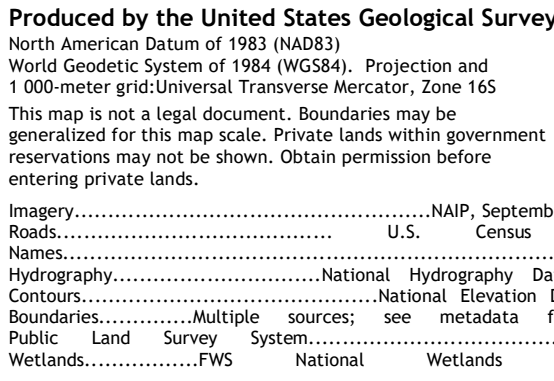 Produced by the United States Geological Survey
North American Datum of 1983 (NAD83)
World Geodetic System of 1984 (WGS84). Projection and
1 000-meter grid:Universal Transverse Mercator, Zone 16S
This map is not a legal document. Boundaries may be
generalized for this map scale. Private lands within government
reservations may not be shown. Obtain permission before
entering private lands.
Imagery.....................................................NAIP, Septemb
Roads..................................... U.S. Census
Names..........................................................................
Hydrography...............................National Hydrography Da
Contours............................................National Elevation D
Boundaries.............Multiple sources; see metadata f
Public Land Survey System.....................................
Wetlands.................FWS National Wetlands